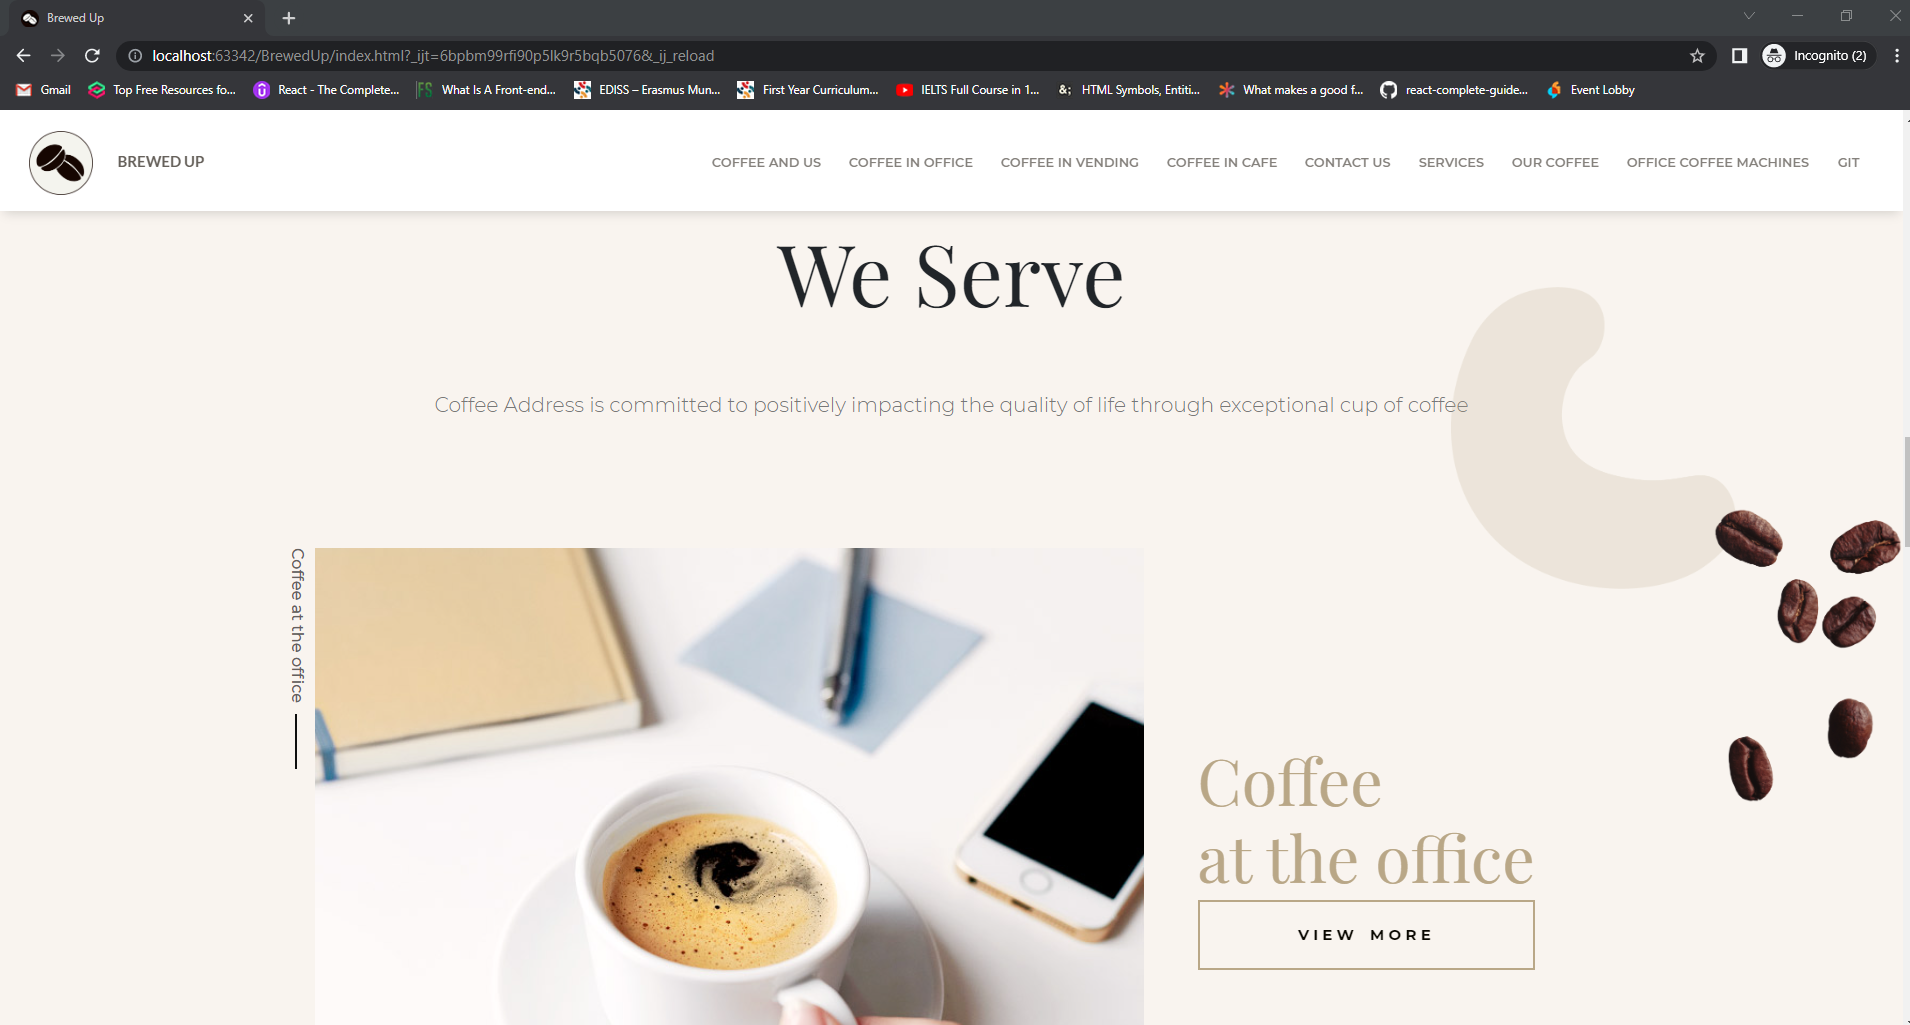 Brewed Up
localhost:63342/BrewedUp/index.html?_ijt=6bpbm99rfi90p5lk9r5bqb5076&_ij_reload
Incognito (2)
Gmail
Top Free Resources fo...
React - The Complete...
FS
What Is A Front-end...
EDISS – Erasmus Mun...
First Year Curriculum...
IELTS Full Course in 1...
&;
HTML Symbols, Entiti...
What makes a good f...
react-complete-guide...
Event Lobby
BREWED UP
COFFEE AND US
COFFEE IN OFFICE
COFFEE IN VENDING
COFFEE IN CAFE
CONTACT US
SERVICES
OUR COFFEE
OFFICE COFFEE MACHINES
GIT
We Serve
Coffee Address is committed to positively impacting the quality of life through exceptional cup of coffee
Coffee at the office
Coffee
at the office
VIEW MORE